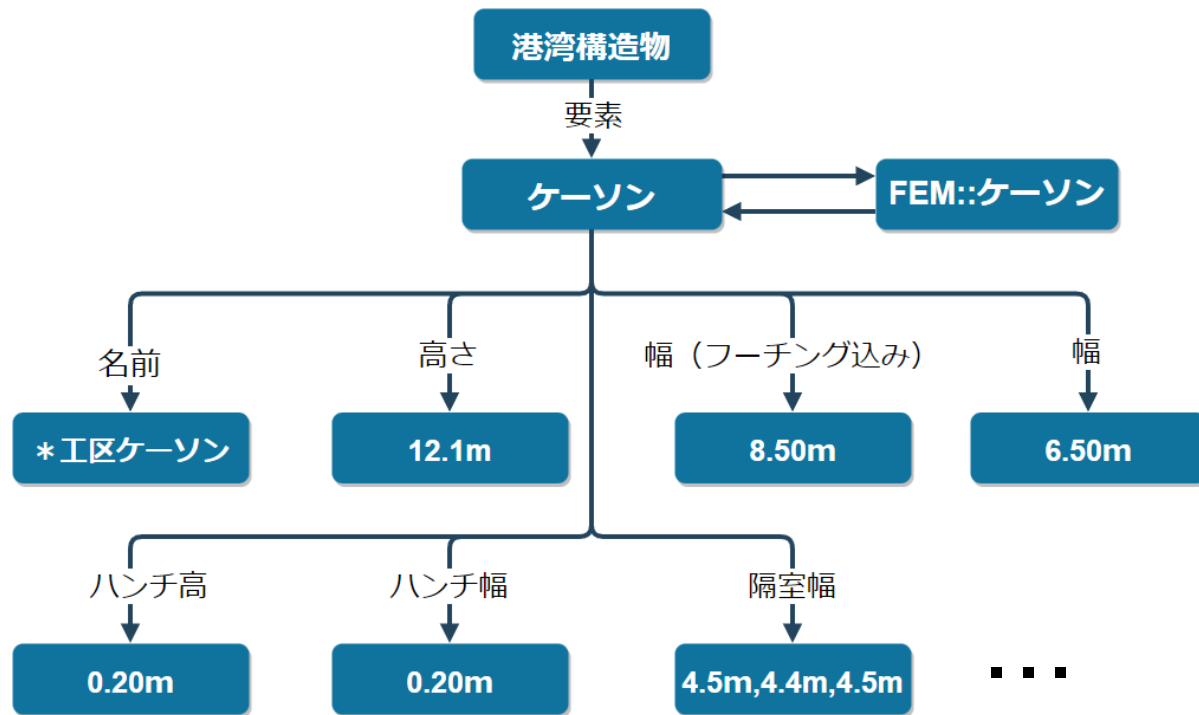 港湾構造物
要素
ケーソン
FEM::ケーソン
名前
高さ
幅（フーチング込み）
幅
＊工区ケーソン
12.1m
8.50m
6.50m
ハンチ高
ハンチ幅
隔室幅
0.20m
0.20m
4.5m,4.4m,4.5m
▪ ▪ ▪